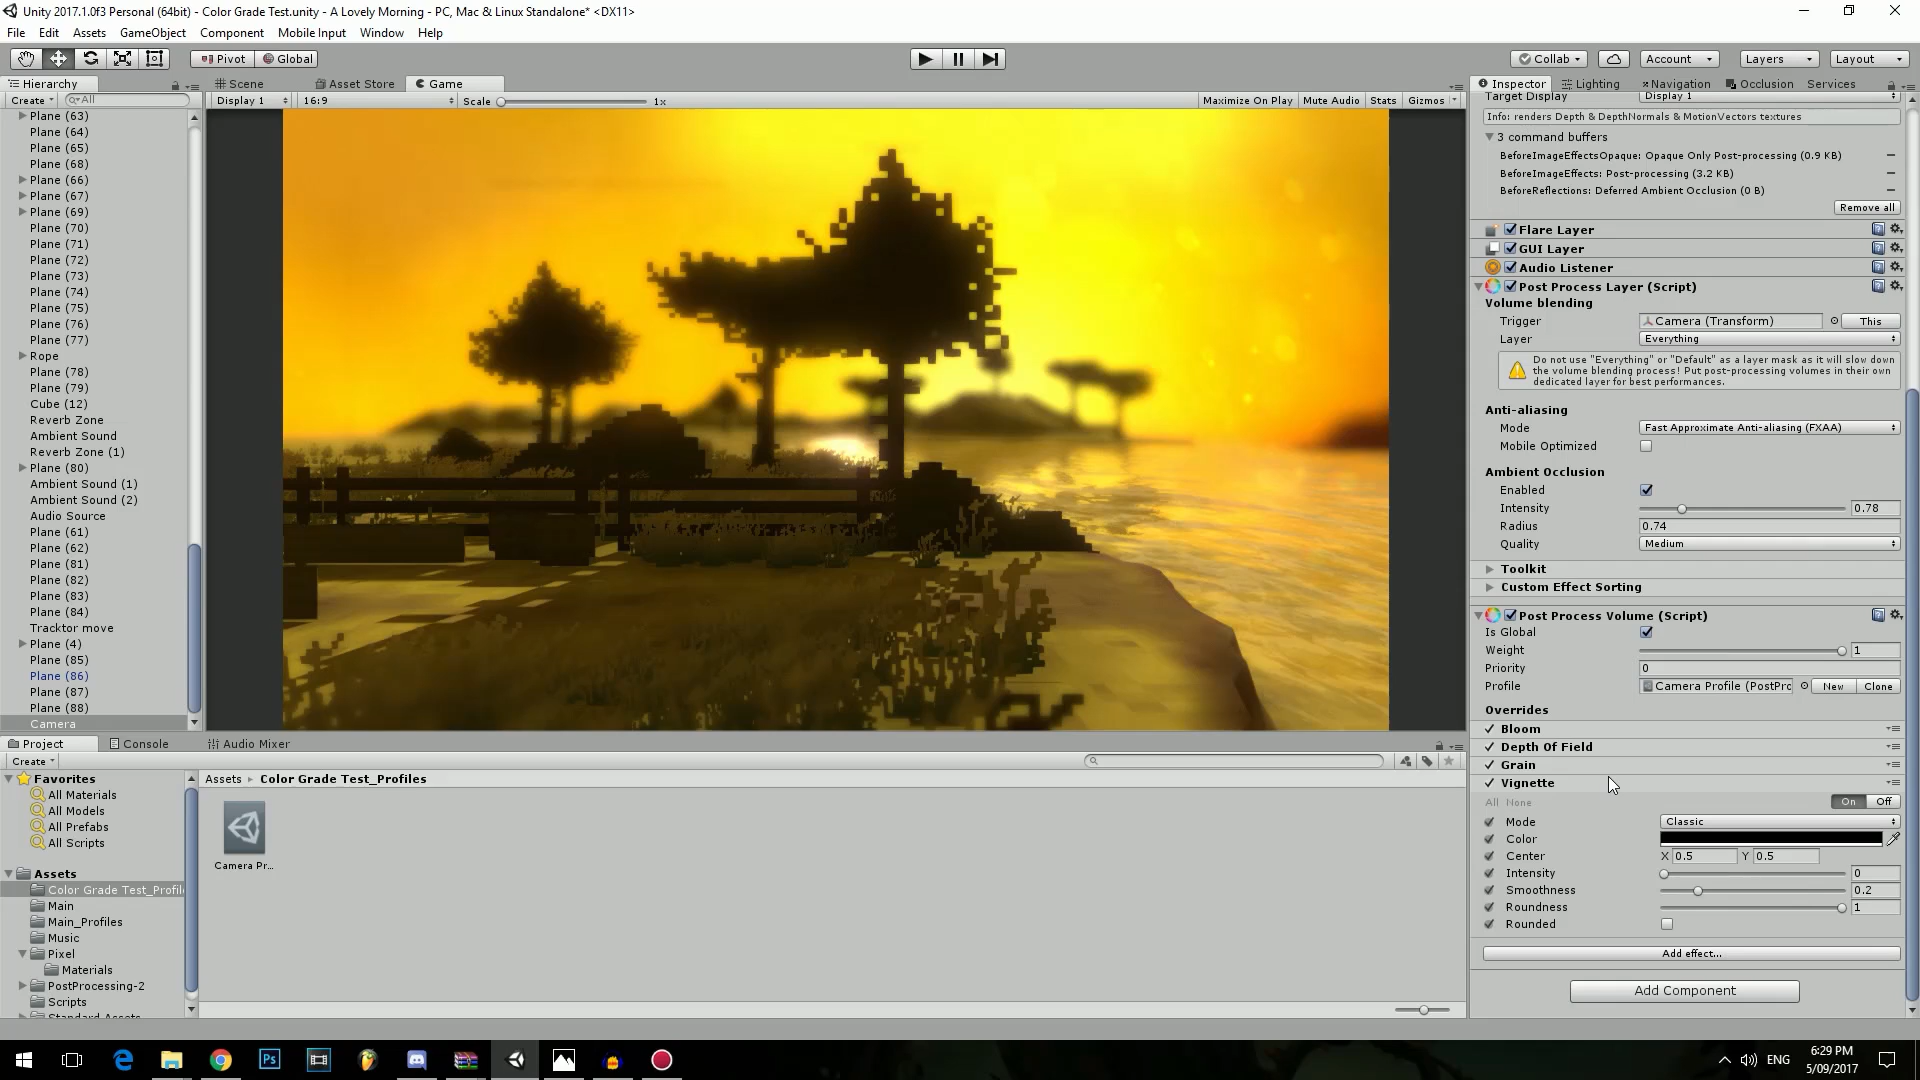 Unity 2017.1.0f3 Personal (64bit) - Color Grade Test.unity - A Lovely Morning - PC, Mac & Linux Standalone* <DX11>
File Edit Assets GameObject Component Mobile Input Window Help
Pivot Global Collab Account Layers Layout
Hierarchy
Create All
Plane (63)
Plane (64)
Plane (65)
Plane (68)
Plane (66)
Plane (67)
Plane (69)
Plane (70)
Plane (71)
Plane (72)
Plane (73)
Plane (74)
Plane (75)
Plane (76)
Plane (77)
Rope
Plane (78)
Plane (79)
Cube (12)
Reverb Zone
Ambient Sound
Reverb Zone (1)
Plane (80)
Ambient Sound (1)
Ambient Sound (2)
Audio Source
Plane (61)
Plane (62)
Plane (81)
Plane (82)
Plane (83)
Plane (84)
Tracktor move
Plane (4)
Plane (85)
Plane (86)
Plane (87)
Plane (88)
Camera
Scene Asset Store Game
Display 1 16:9 Scale 1x Maximize On Play Mute Audio Stats Gizmos
Inspector Lighting Navigation Occlusion Services
Target Display Display 1
Info: renders Depth & DepthNormals & MotionVectors textures
3 command buffers
BeforeImageEffectsOpaque: Opaque Only Post-processing (0.9 KB)
BeforeImageEffects: Post-processing (3.2 KB)
BeforeReflections: Deferred Ambient Occlusion (0 B)
Remove all
Flare Layer
GUI Layer
Audio Listener
Post Process Layer (Script)
Volume blending
Trigger Camera (Transform) This
Layer Everything
Do not use "Everything" or "Default" as a layer mask as it will slow down
the volume blending process! Put post-processing volumes in their own
dedicated layer for best performances.
Anti-aliasing
Mode Fast Approximate Anti-aliasing (FXAA)
Mobile Optimized
Ambient Occlusion
Enabled
Intensity 0.78
Radius 0.74
Quality Medium
Toolkit
Custom Effect Sorting
Post Process Volume (Script)
Is Global
Weight 1
Priority 0
Profile Camera Profile (PostPrc New Clone
Overrides
Bloom
Depth Of Field
Grain
Vignette
All None On Off
Mode Classic
Color
Center X 0.5 Y 0.5
Intensity 0
Smoothness 0.2
Roundness 1
Rounded
Add effect...
Add Component
Project Console Audio Mixer
Create
Favorites
All Materials
All Models
All Prefabs
All Scripts
Assets
Color Grade Test_Profile
Main
Main_Profiles
Music
Pixel
Materials
PostProcessing-2
Scripts
Standard Assets
Assets Color Grade Test_Profiles
Camera Pr...
Ps
ENG
6:29 PM
5/09/2017